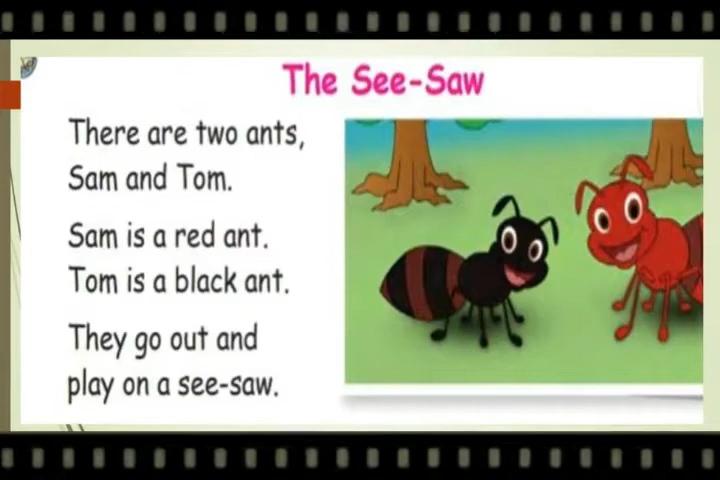 The See-Saw
There are two ants,
Sam and Tom.
Sam is a red ant.
Tom is a black ant.
They go out and
play on a see-saw.